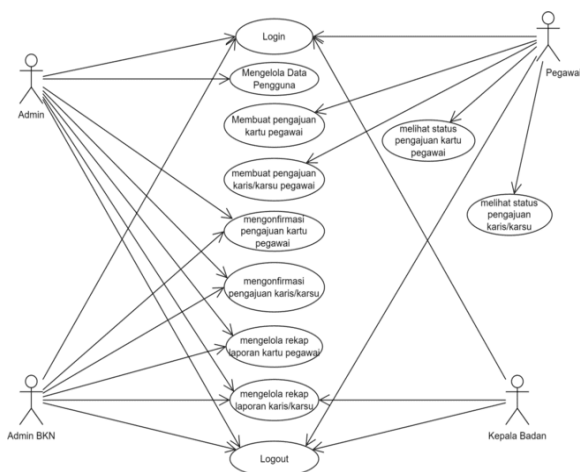 Login
Mengelola Data
Pengguna
Admin
Pegawai
Membuat pengajuan
kartu pegawai
melihat status
pengajuan kartu
pegawai
membuat pengajuan
karis/karsu pegawai
melihat status
pengajuan
karis/karsu
mengonfirmasi
pengajuan kartu
pegawai
mengonfirmasi
pengajuan karis/karsu
mengelola rekap
laporan kartu pegawai
mengelola rekap
laporan karis/karsu
Admin BKN
Kepala Badan
Logout